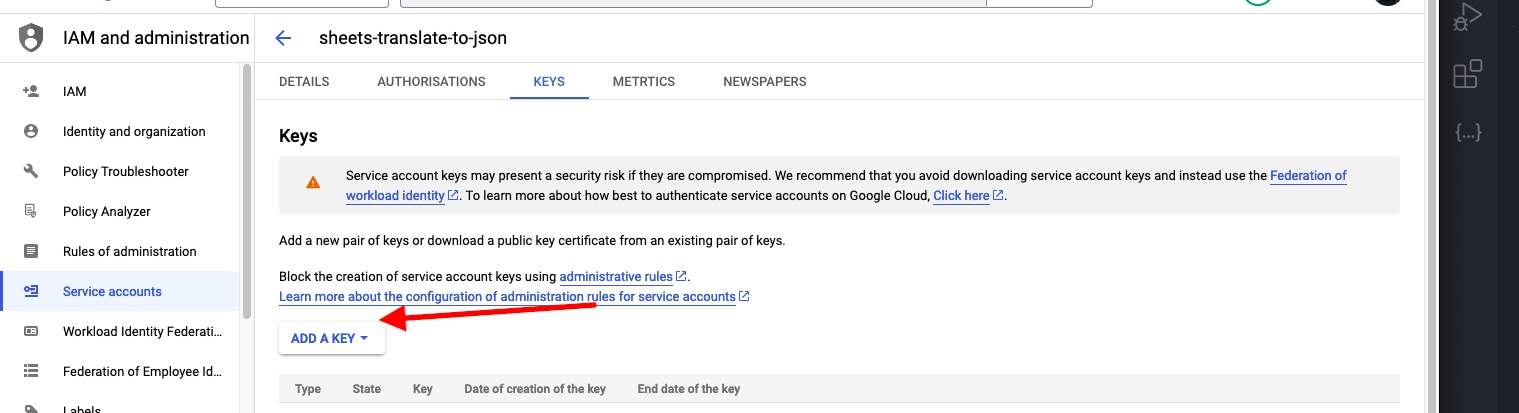 IAM and administration
sheets-translate-to-json
DETAILS AUTHORISATIONS KEYS METRTICS NEWSPAPERS
IAM
Identity and organization
Policy Troubleshooter
Policy Analyzer
Rules of administration
Service accounts
Workload Identity Federati...
Federation of Employee Id...
Labels
Keys
Service account keys may present a security risk if they are compromised. We recommend that you avoid downloading service account keys and instead use the Federation of
workload identity. To learn more about how best to authenticate service accounts on Google Cloud, Click here.
Add a new pair of keys or download a public key certificate from an existing pair of keys.
Block the creation of service account keys using administrative rules.
Learn more about the configuration of administration rules for service accounts
ADD A KEY
Type State Key Date of creation of the key End date of the key
{...}